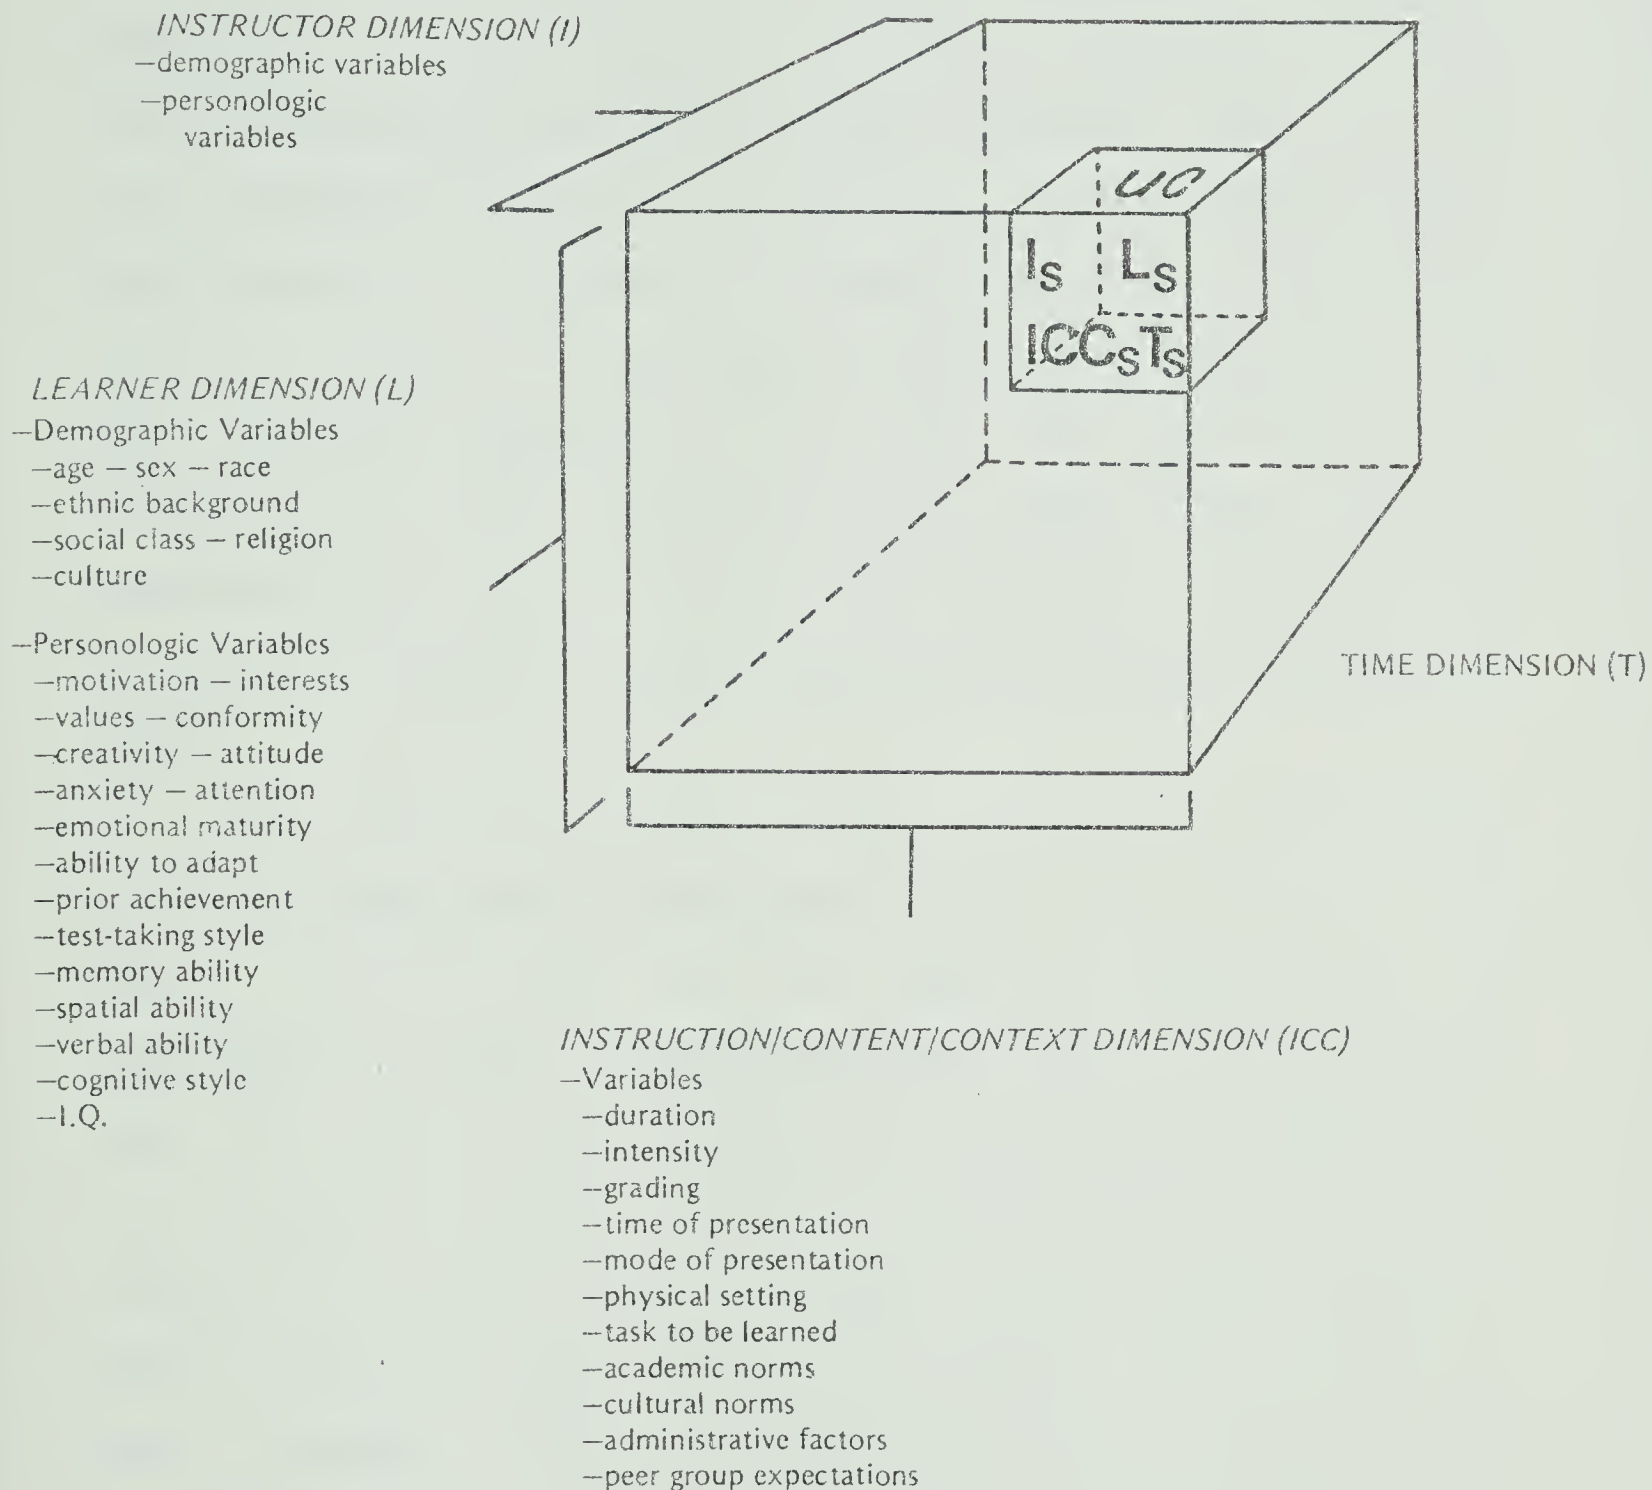 INSTRUCTOR DIMENSION (I)
—demographic variables
—personologic
variables
UC
Is Ls
ICCsTs
LEARNER DIMENSION (L)
—Demographic Variables
—age — sex — race
—ethnic background
—social class — religion
—culture
—Personologic Variables
—motivation — interests
—values — conformity
—creativity — attitude
—anxiety — attention
—emotional maturity
—ability to adapt
—prior achievement
—test-taking style
—memory ability
—spatial ability
—verbal ability
—cognitive style
—I.Q.
TIME DIMENSION (T)
INSTRUCTION/CONTENT/CONTEXT DIMENSION (ICC)
—Variables
—duration
—intensity
—grading
—time of presentation
—mode of presentation
—physical setting
—task to be learned
—academic norms
—cultural norms
—administrative factors
—peer group expectations